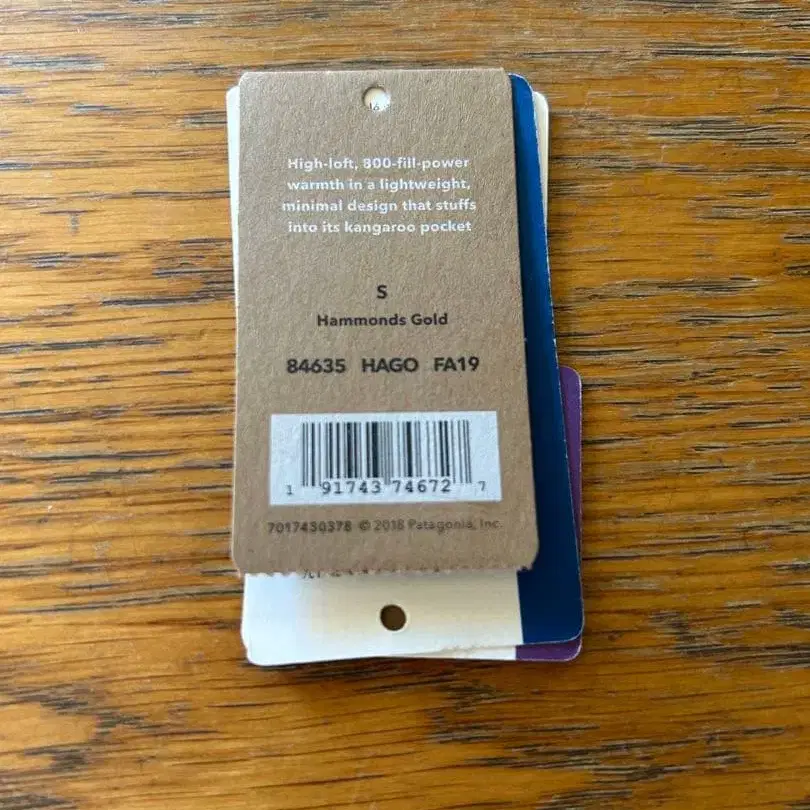 High-loft, 800-fill-power
warmth in a lightweight,
minimal design that stuffs
into its kangaroo pocket
S
Hammonds Gold
84635 HAGO FA19
1 91743 74672 7
7017430378 © 2018 Patagonia, Inc.